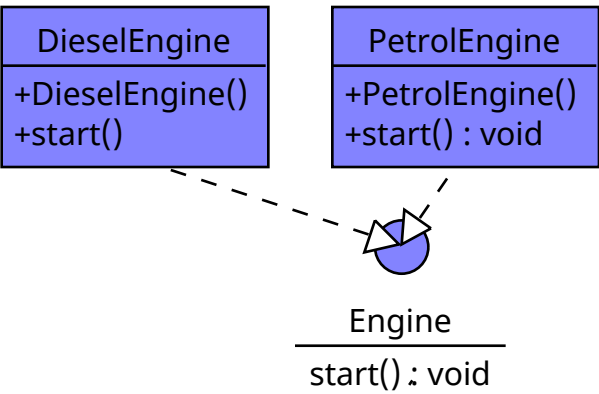 DieselEngine
+DieselEngine()
+start()
PetrolEngine
+PetrolEngine()
+start() : void
Engine
start() : void